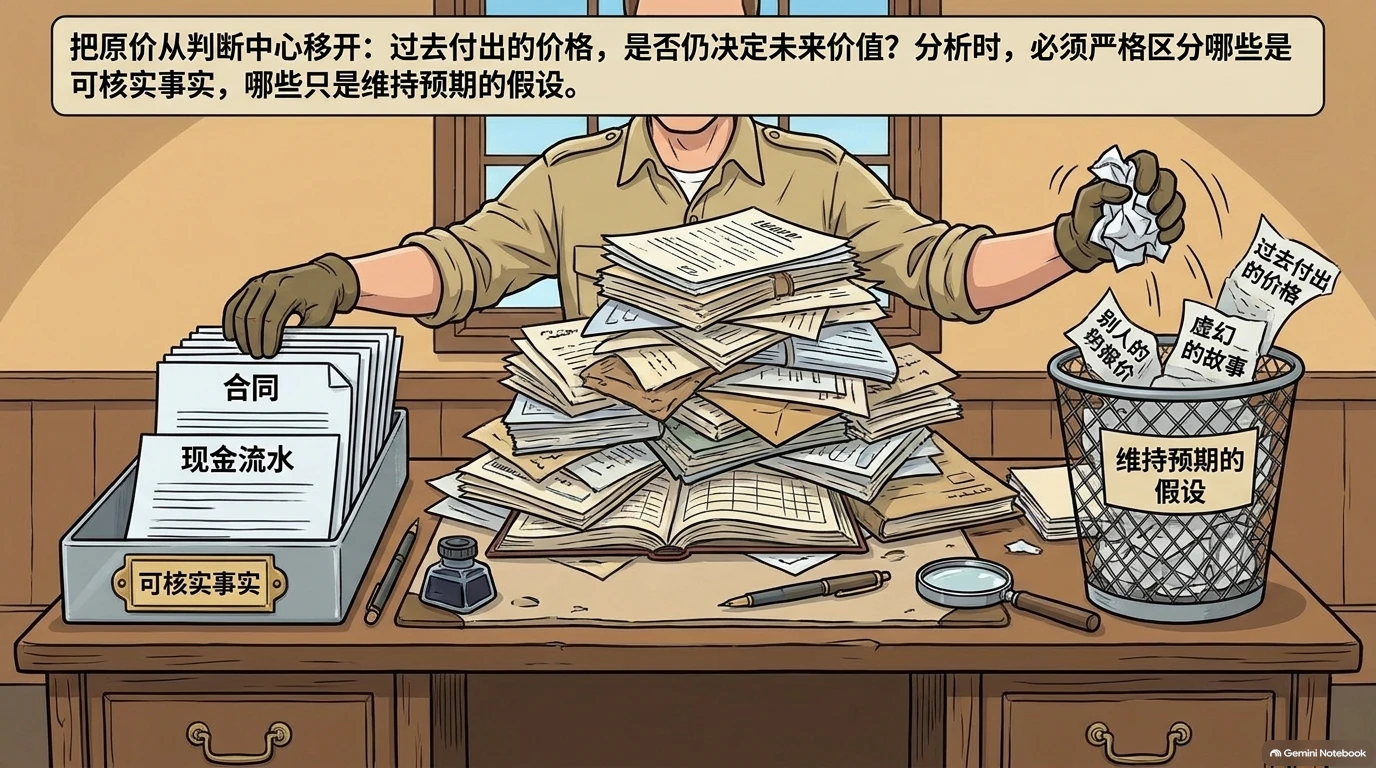 把原价从判断中心移开：过去付出的价格，是否仍决定未来价值？分析时，必须严格区分哪些是
可核实事实，哪些只是维持预期的假设。
合同
现金流水
可核实事实
过去付出
的价格
别人的
报价
虚幻
的故事
维持预期的
假设
Gemini Notebook